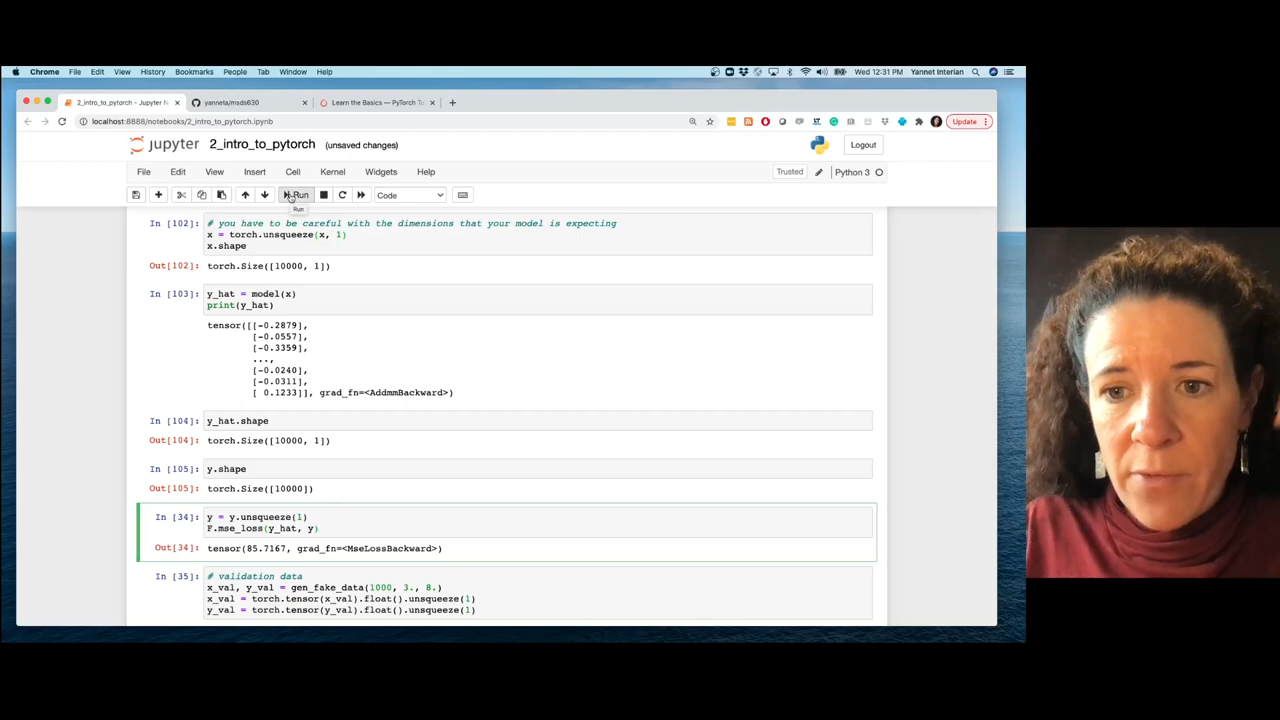 Chrome File Edit View History Bookmarks People Tab Window Help Wed 12:31 PM Yannet Interian
2_intro_to_pytorch - Jupyter N yanneta/msds630 Learn the Basics — PyTorch T
localhost:8888/notebooks/2_intro_to_pytorch.ipynb Update
jupyter 2_intro_to_pytorch (unsaved changes) Logout
File Edit View Insert Cell Kernel Widgets Help Trusted Python 3
Run Code
Run
In [102]: # you have to be careful with the dimensions that your model is expecting
x = torch.unsqueeze(x, 1)
x.shape
Out[102]: torch.Size([10000, 1])
In [103]: y_hat = model(x)
print(y_hat)
tensor([[-0.2879],
[-0.0557],
[-0.3359],
...,
[-0.0240],
[-0.0311],
[ 0.1233]], grad_fn=<AddmmBackward>)
In [104]: y_hat.shape
Out[104]: torch.Size([10000, 1])
In [105]: y.shape
Out[105]: torch.Size([10000])
In [34]: y = y.unsqueeze(1)
F.mse_loss(y_hat, y)
Out[34]: tensor(85.7167, grad_fn=<MseLossBackward>)
In [35]: # validation data
x_val, y_val = gen_fake_data(1000, 3., 8.)
x_val = torch.tensor(x_val).float().unsqueeze(1)
y_val = torch.tensor(y_val).float().unsqueeze(1)